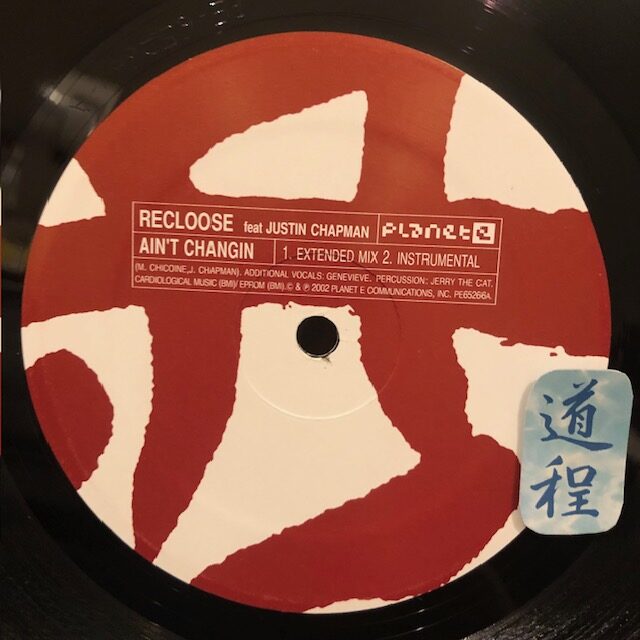 RECLOOSE feat JUSTIN CHAPMAN planet e
AIN'T CHANGIN 1. EXTENDED MIX 2. INSTRUMENTAL
(M. CHICOINE,J. CHAPMAN). ADDITIONAL VOCALS: GENEVIEVE. PERCUSSION: JERRY THE CAT.
CARDIOLOGICAL MUSIC (BMI)/ EPROM (BMI).© & ℗ 2002 PLANET E COMMUNICATIONS, INC. PE65266A.
道
程